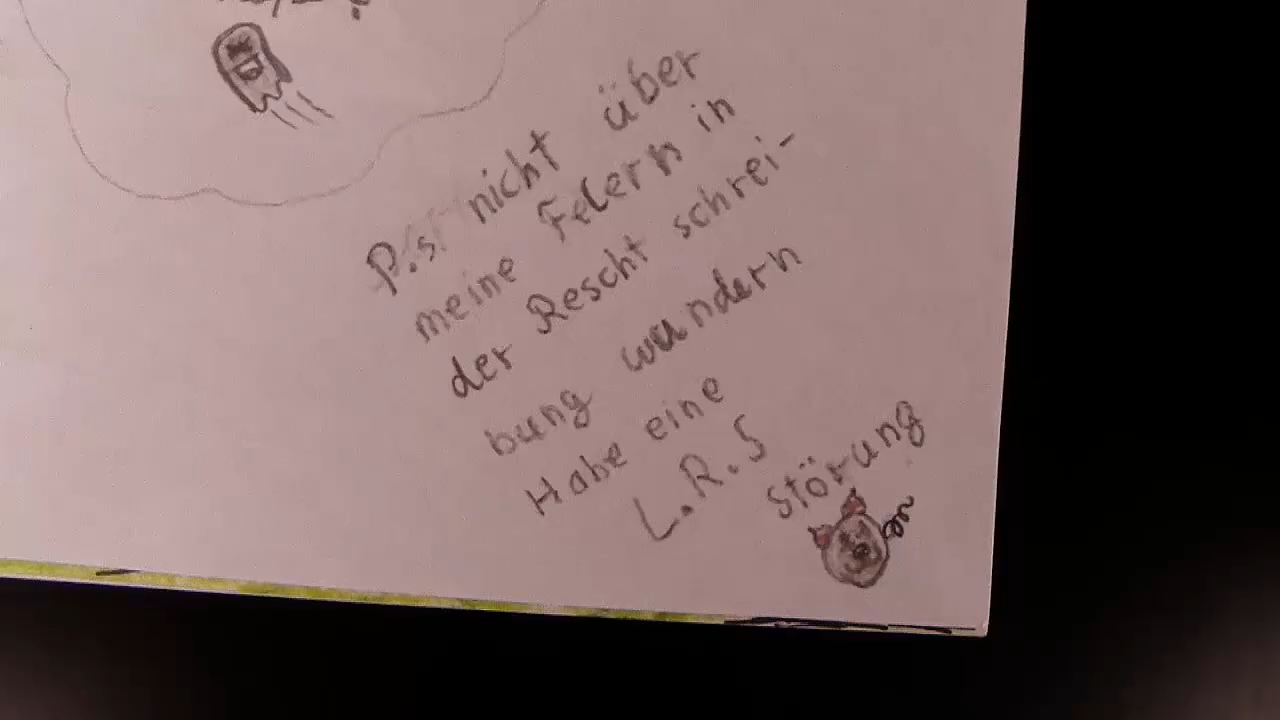 P.s. nicht über
meine Felern in
der Rescht schrei-
bung wundern
Habe eine
L.R.S
Störung